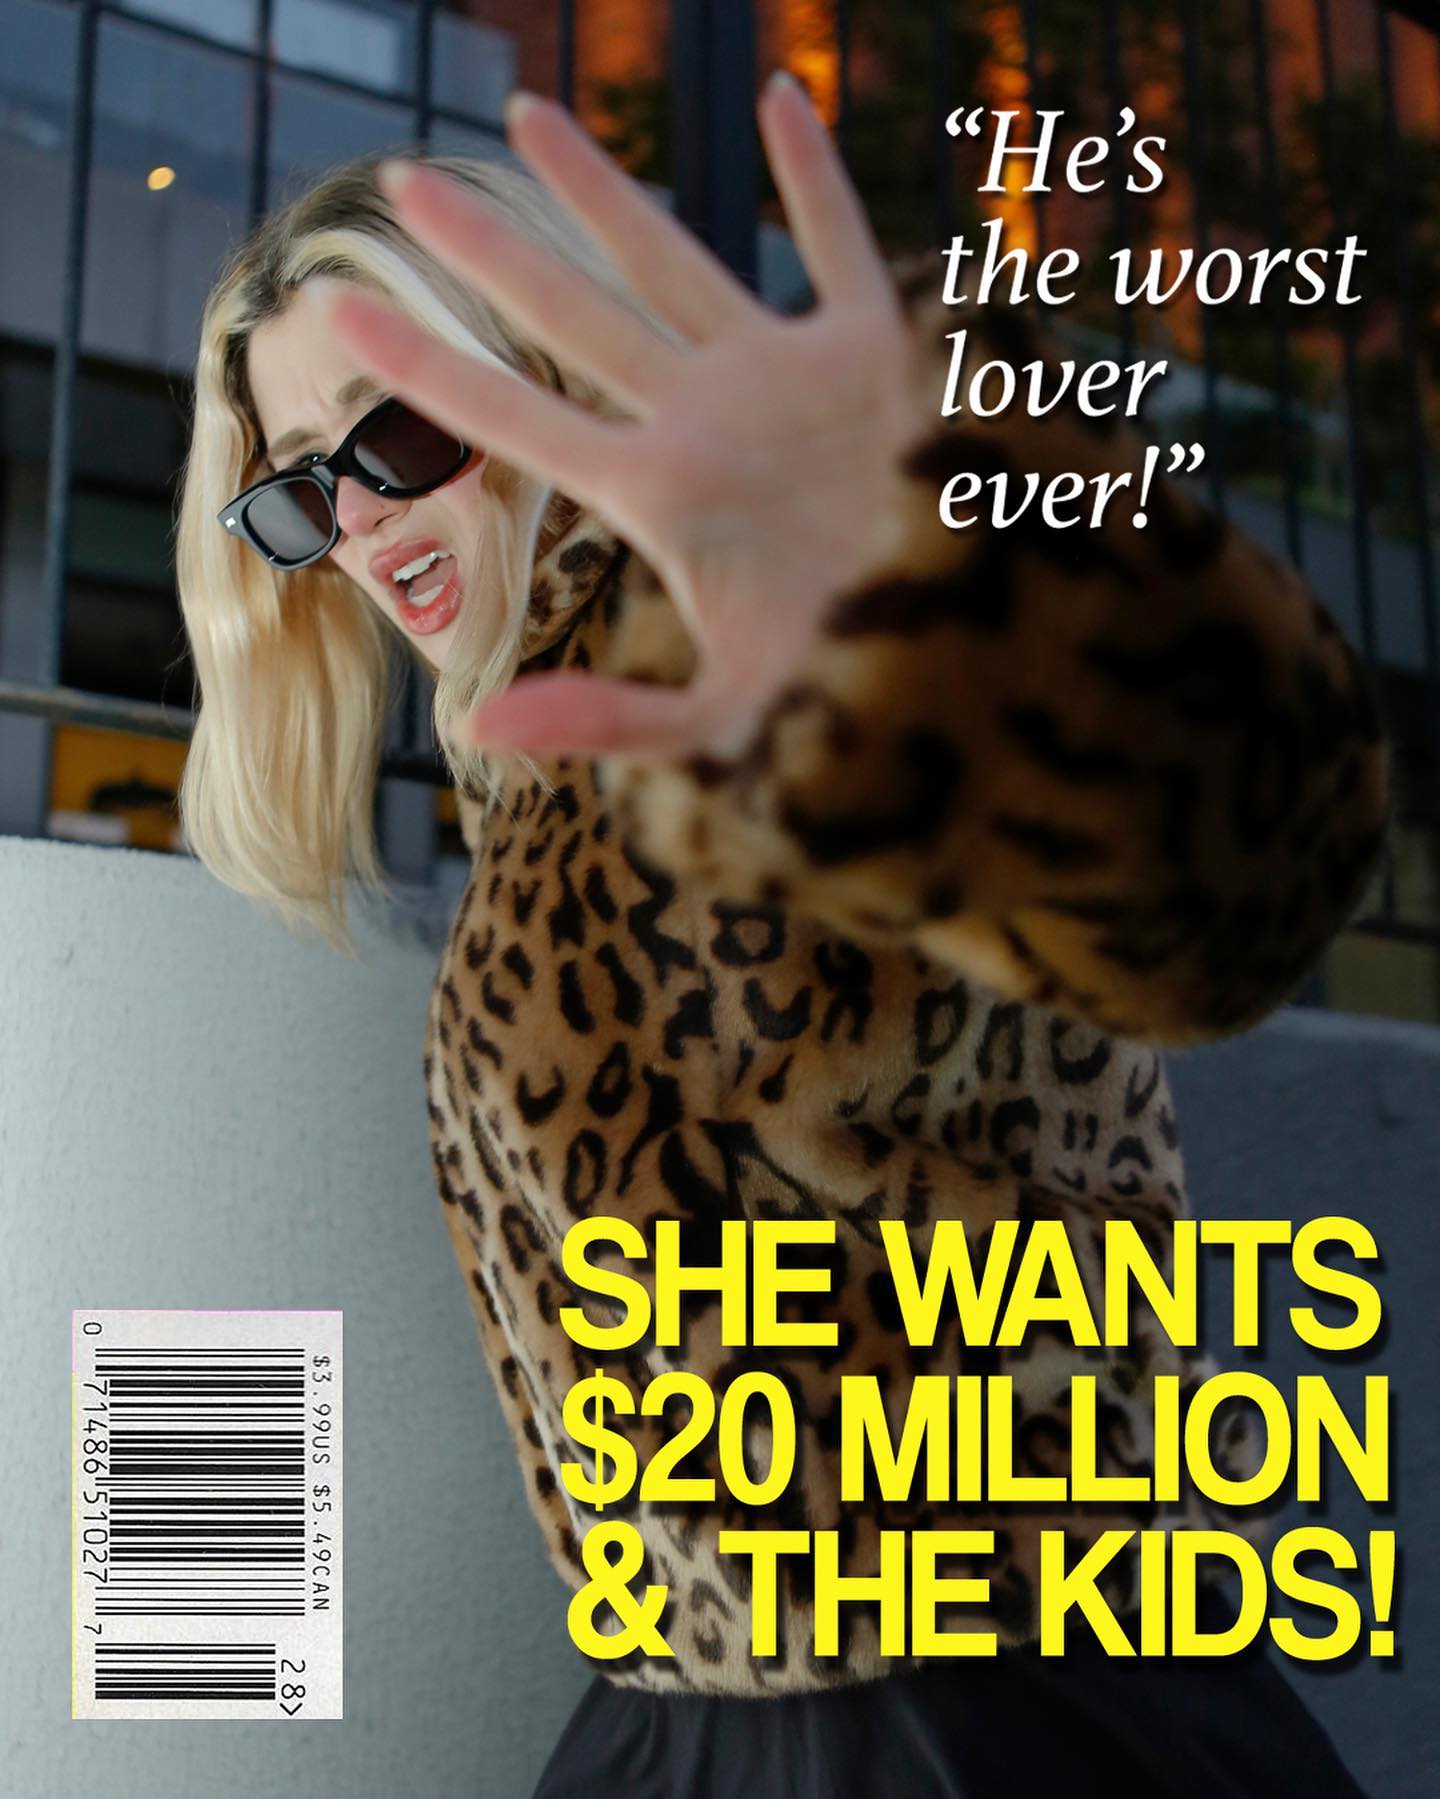 “He’s
the worst
lover
ever!”
SHE WANTS
$20 MILLION
& THE KIDS!
$3.99US $5.49CAN
0 71486 51027 7
28>